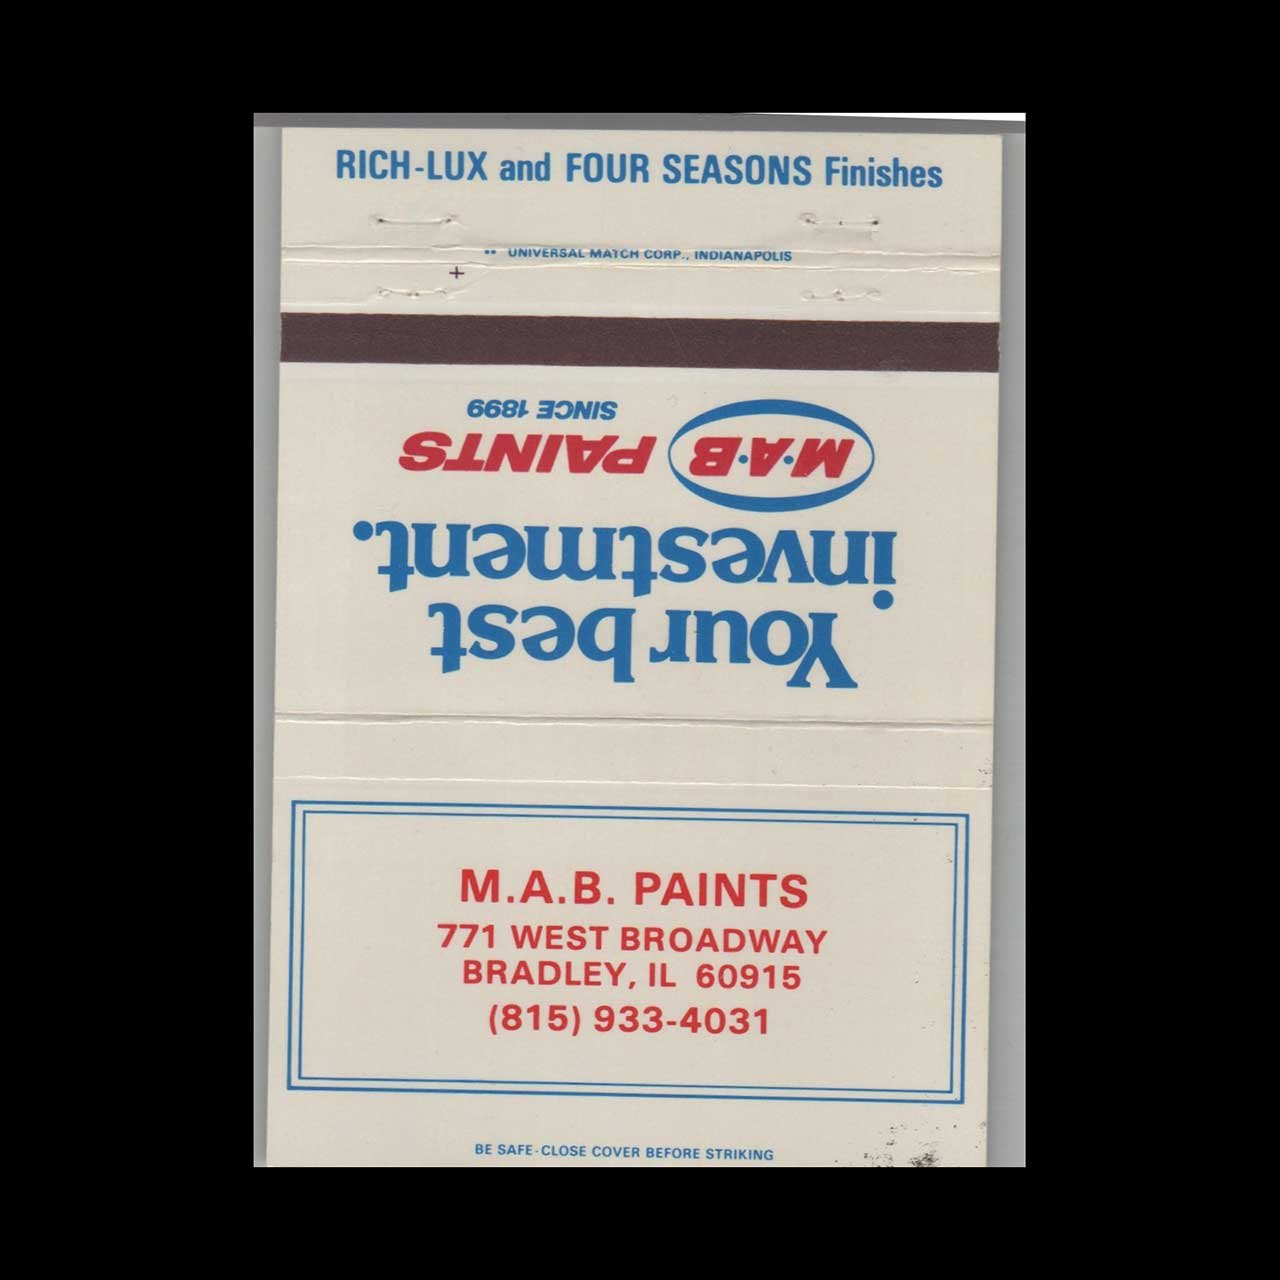 RICH-LUX and FOUR SEASONS Finishes
UNIVERSAL MATCH CORP., INDIANAPOLIS
Your best
investment.
M·A·B PAINTS
SINCE 1899
M.A.B. PAINTS
771 WEST BROADWAY
BRADLEY, IL 60915
(815) 933-4031
BE SAFE-CLOSE COVER BEFORE STRIKING